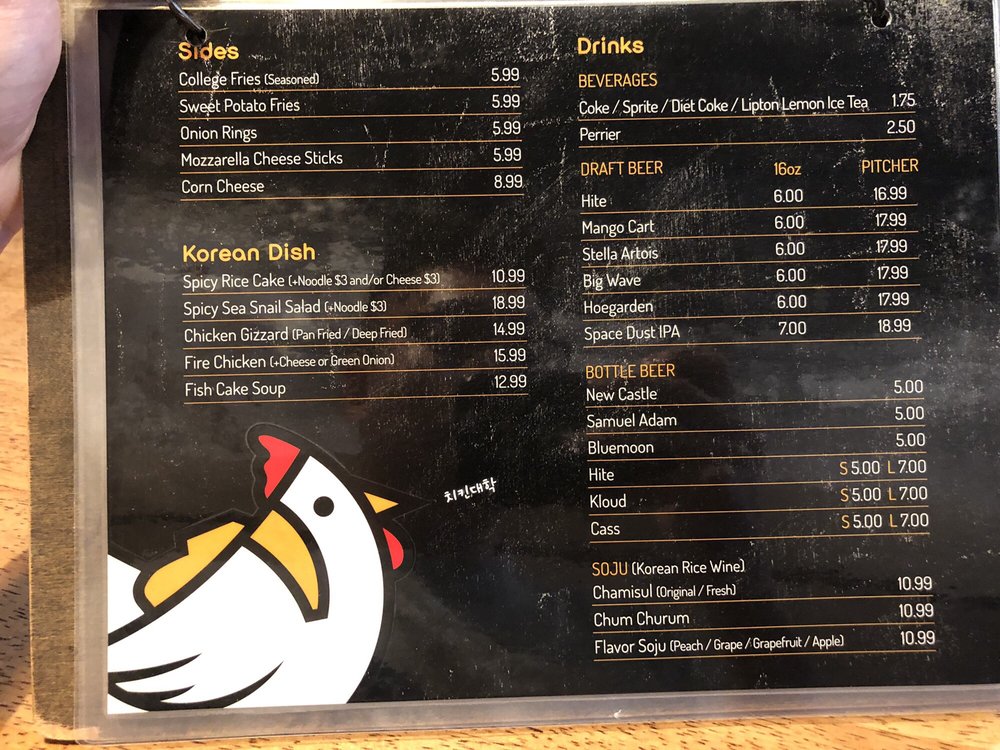 Sides
College Fries (Seasoned) 5.99
Sweet Potato Fries 5.99
Onion Rings 5.99
Mozzarella Cheese Sticks 5.99
Corn Cheese 8.99
Korean Dish
Spicy Rice Cake (+Noodle $3 and/or Cheese $3) 10.99
Spicy Sea Snail Salad (+Noodle $3) 18.99
Chicken Gizzard (Pan Fried / Deep Fried) 14.99
Fire Chicken (+Cheese or Green Onion) 15.99
Fish Cake Soup 12.99
치킨대학
Drinks
BEVERAGES
Coke / Sprite / Diet Coke / Lipton Lemon Ice Tea 1.75
Perrier 2.50
DRAFT BEER 16oz PITCHER
Hite 6.00 16.99
Mango Cart 6.00 17.99
Stella Artois 6.00 17.99
Big Wave 6.00 17.99
Hoegarden 6.00 17.99
Space Dust IPA 7.00 18.99
BOTTLE BEER
New Castle 5.00
Samuel Adam 5.00
Bluemoon 5.00
Hite S 5.00 L 7.00
Kloud S 5.00 L 7.00
Cass S 5.00 L 7.00
SOJU (Korean Rice Wine)
Chamisul (Original / Fresh) 10.99
Chum Churum 10.99
Flavor Soju (Peach / Grape / Grapefruit / Apple) 10.99